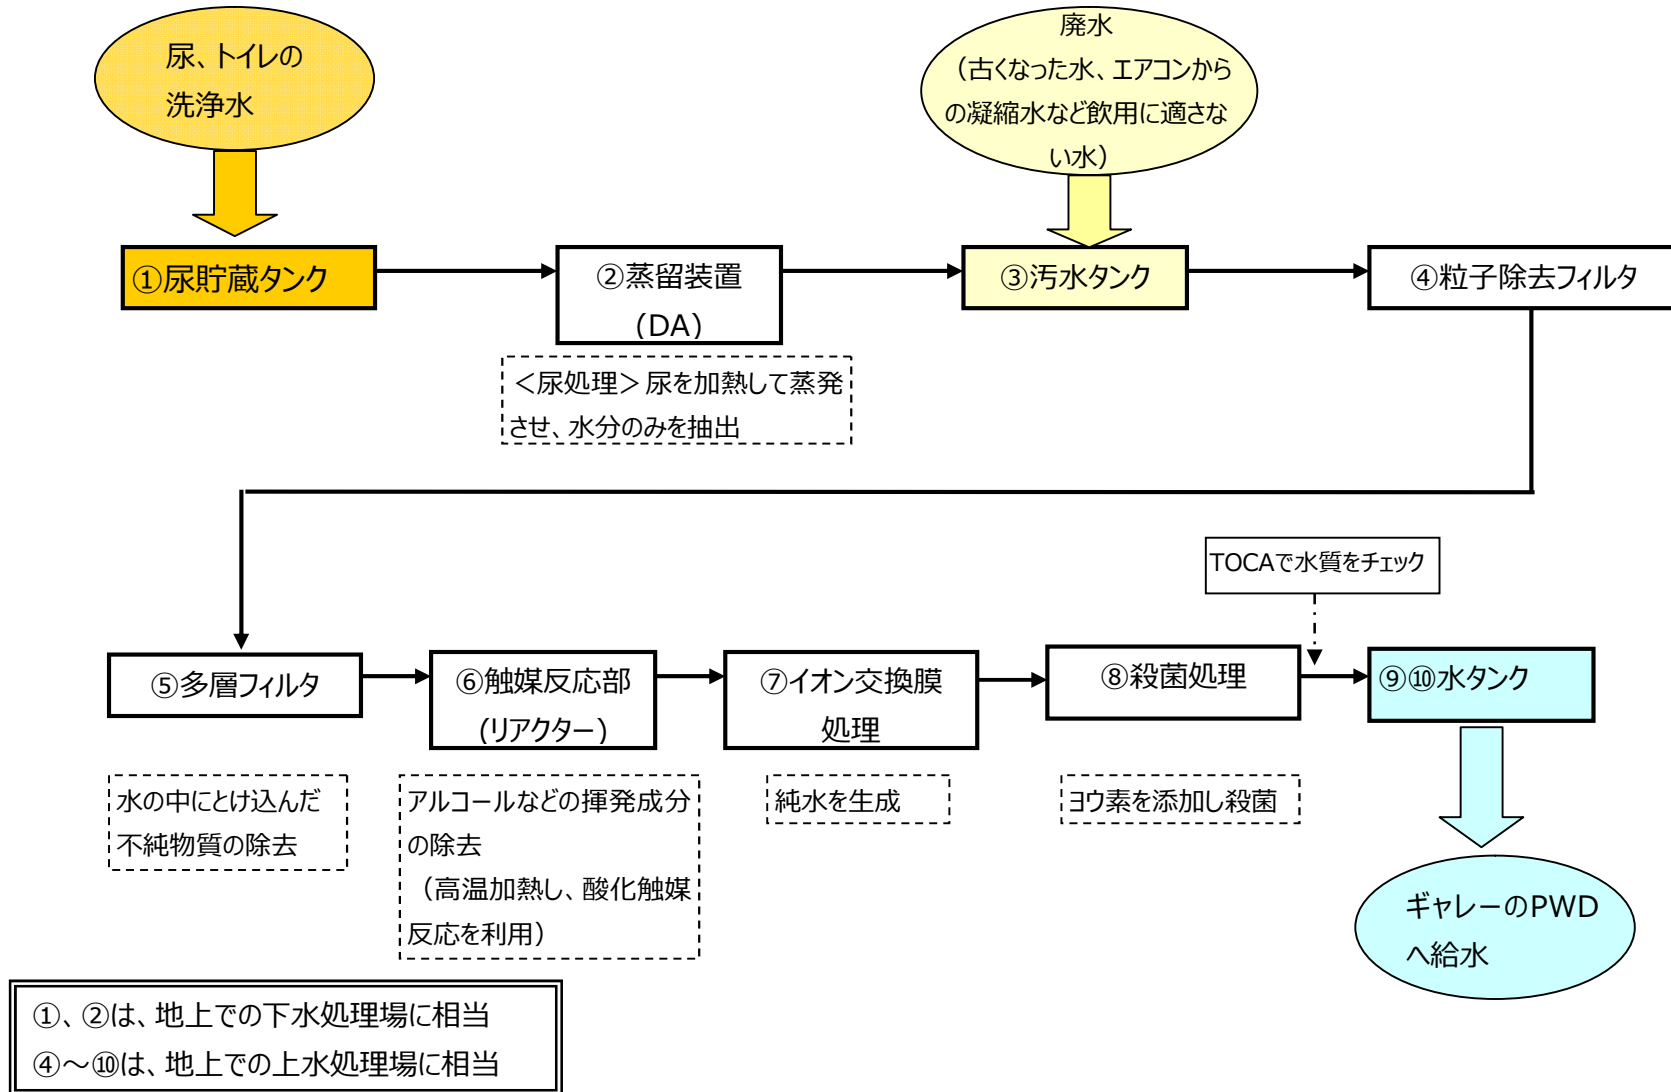 尿、トイレの
洗浄水
廃水
（古くなった水、エアコンから
の凝縮水など飲用に適さな
い水）
①尿貯蔵タンク
②蒸留装置
(DA)
③汚水タンク
④粒子除去フィルタ
＜尿処理＞尿を加熱して蒸発
させ、水分のみを抽出
TOCAで水質をチェック
⑤多層フィルタ
⑥触媒反応部
(リアクター)
⑦イオン交換膜
処理
⑧殺菌処理
⑨⑩水タンク
水の中にとけ込んだ
不純物質の除去
アルコールなどの揮発成分
の除去
（高温加熱し、酸化触媒
反応を利用）
純水を生成
ヨウ素を添加し殺菌
ギャレーのPWD
へ給水
①、②は、地上での下水処理場に相当
④～⑩は、地上での上水処理場に相当